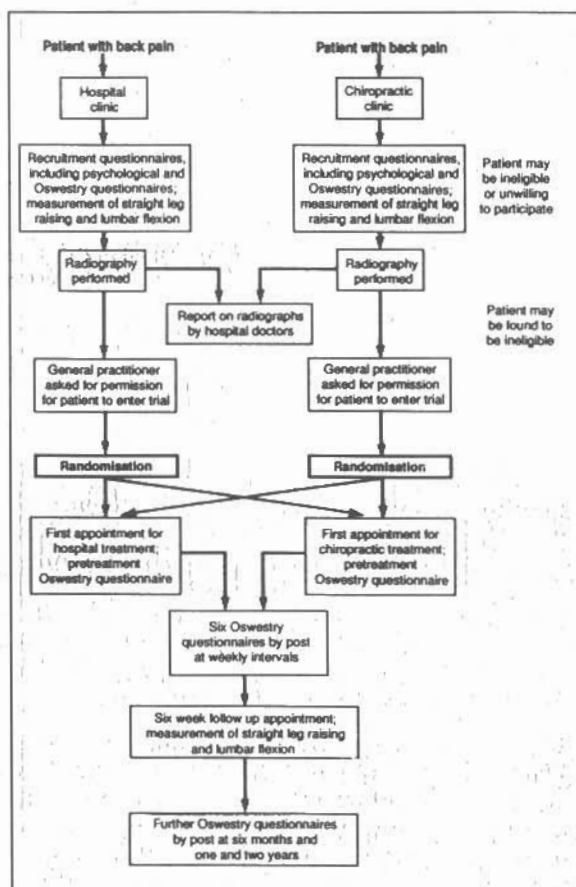 Patient with back pain
Patient with back pain
Hospital
clinic
Chiropractic
clinic
Recruitment questionnaires,
including psychological and
Oswestry questionnaires;
measurement of straight leg
raising and lumbar flexion
Recruitment questionnaires,
including psychological and
Oswestry questionnaires;
measurement of straight leg
raising and lumbar flexion
Patient may
be ineligible
or unwilling
to participate
Radiography
performed
Radiography
performed
Report on radiographs
by hospital doctors
Patient may
be found to
be ineligible
General practitioner
asked for permission
for patient to enter trial
General practitioner
asked for permission
for patient to enter trial
Randomisation
Randomisation
First appointment for
hospital treatment;
pretreatment
Oswestry questionnaire
First appointment for
chiropractic treatment;
pretreatment
Oswestry questionnaire
Six Oswestry
questionnaires by post
at weekly intervals
Six week follow up appointment;
measurement of straight leg raising
and lumbar flexion
Further Oswestry questionnaires
by post at six months and
one and two years